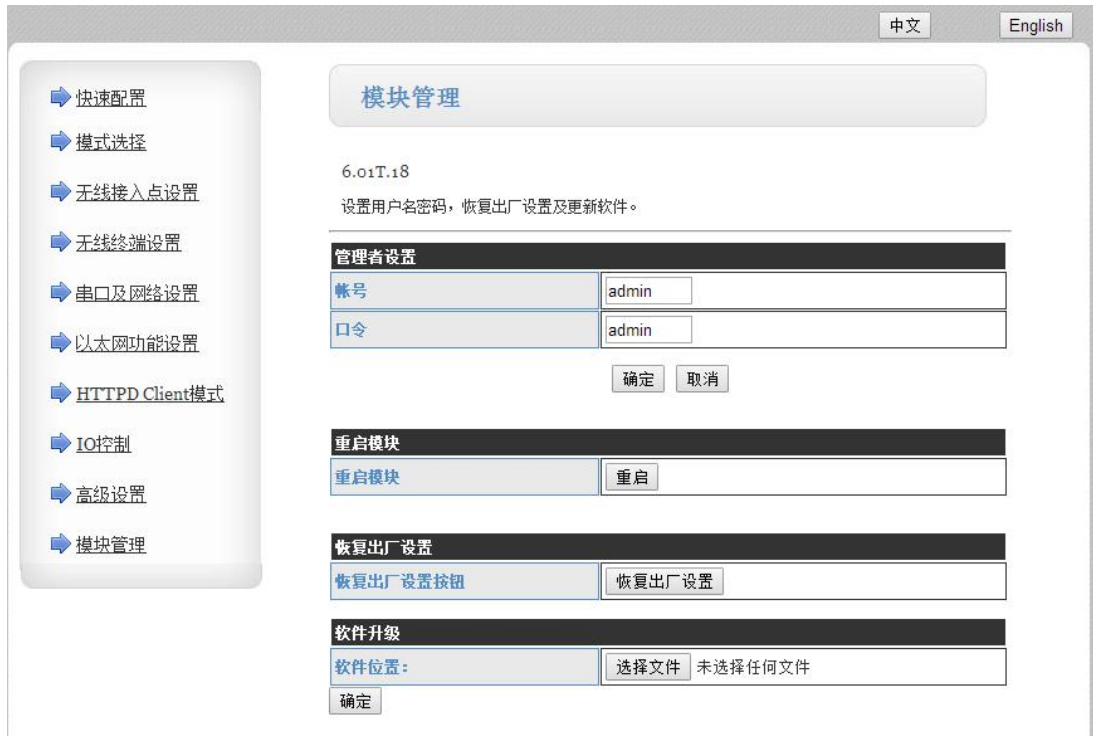 中文 English
快速配置
模式选择
无线接入点设置
无线终端设置
串口及网络设置
以太网功能设置
HTTPD Client模式
IO控制
高级设置
模块管理
模块管理
6.01T.18
设置用户名密码，恢复出厂设置及更新软件。
管理者设置
帐号 admin
口令 admin
确定 取消
重启模块
重启模块 重启
恢复出厂设置
恢复出厂设置按钮 恢复出厂设置
软件升级
软件位置： 选择文件 未选择任何文件
确定